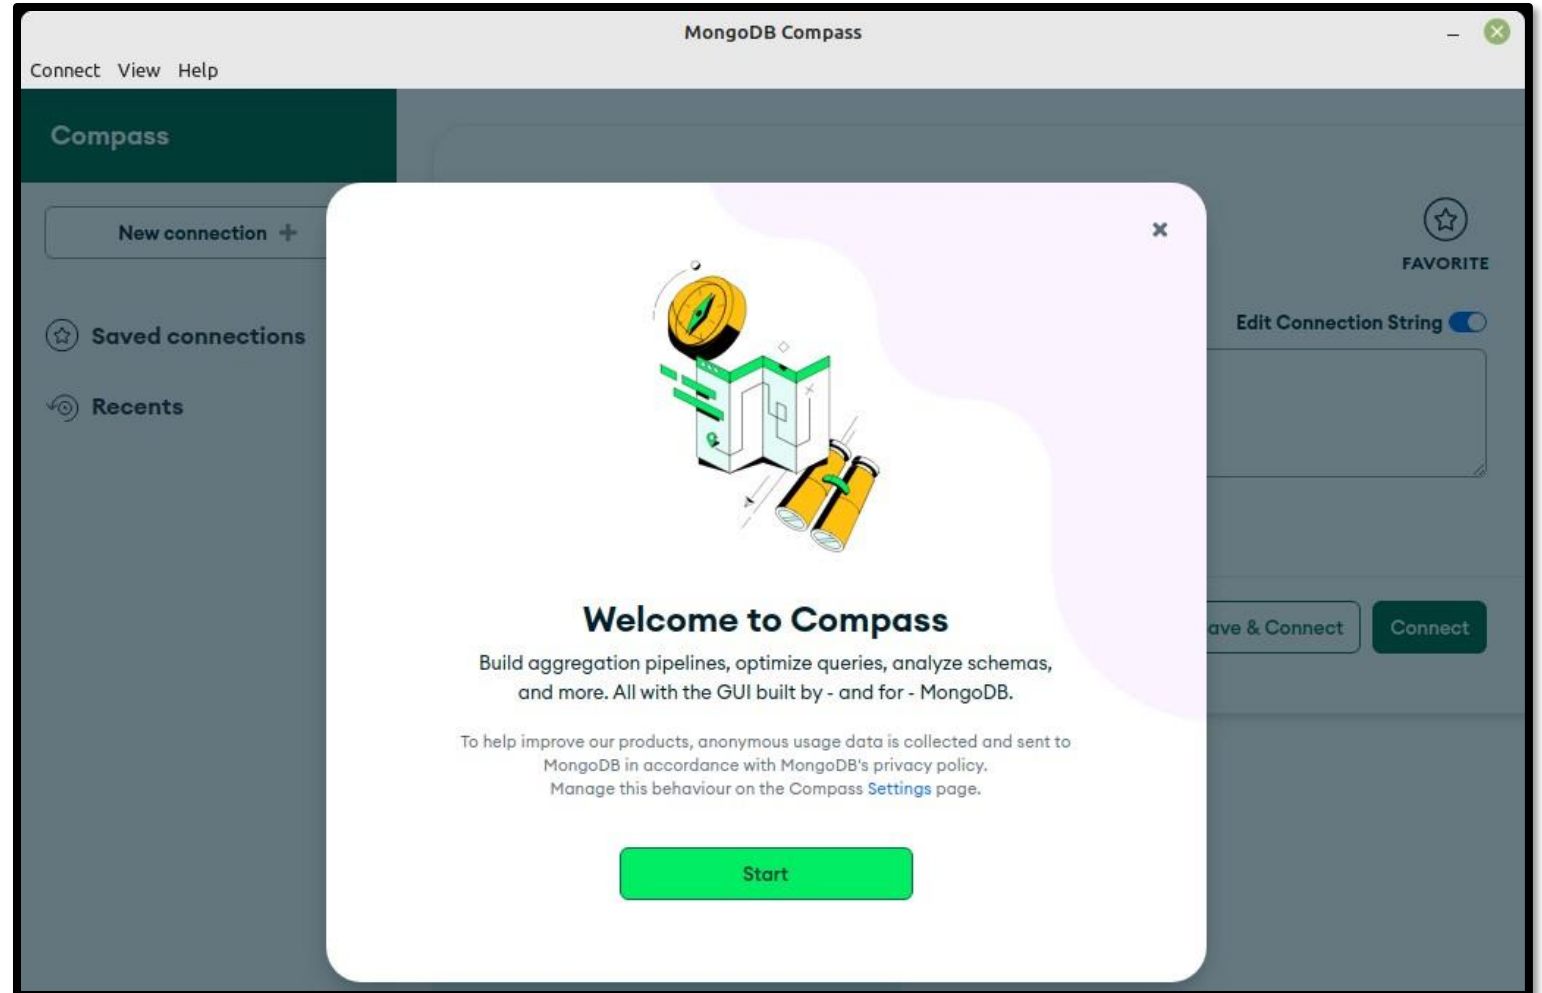 MongoDB Compass
Connect View Help
Compass
New connection
Saved connections
Recents
FAVORITE
Edit Connection String
Welcome to Compass
Build aggregation pipelines, optimize queries, analyze schemas,
and more. All with the GUI built by - and for - MongoDB.
To help improve our products, anonymous usage data is collected and sent to
MongoDB in accordance with MongoDB's privacy policy.
Manage this behaviour on the Compass Settings page.
Start
ave & Connect
Connect